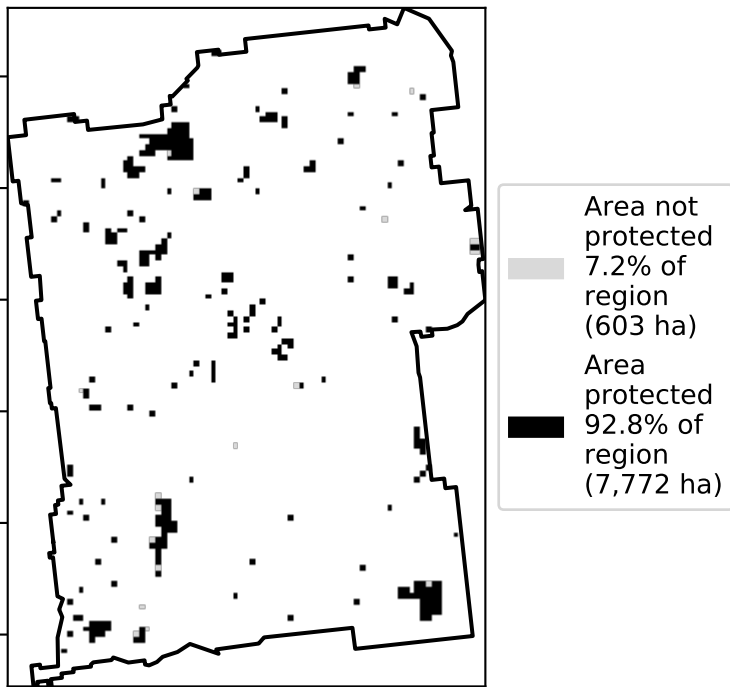 Area not
protected
7.2% of
region
(603 ha)
Area
protected
92.8% of
region
(7,772 ha)